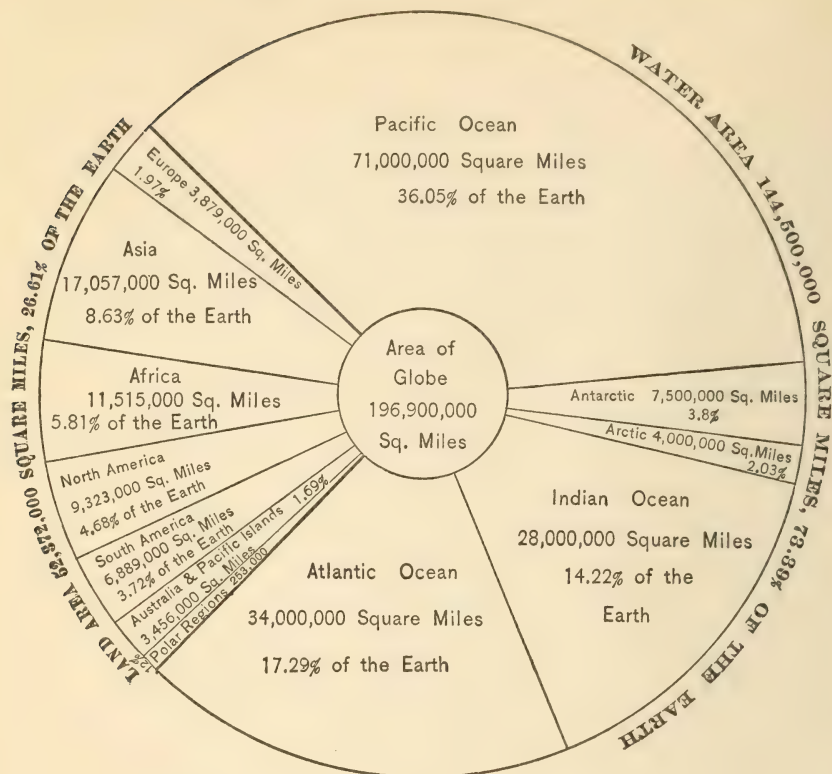 WATER AREA 144,500,000 SQUARE MILES, 73.39% OF THE EARTH
Pacific Ocean
71,000,000 Square Miles
36.05% of the Earth
LAND AREA 52,372,000 SQUARE MILES, 26.61% OF THE EARTH
Europe 3,879,000 Sq. Miles
1.97%
Asia
17,057,000 Sq. Miles
8.63% of the Earth
Africa
11,515,000 Sq. Miles
5.81% of the Earth
North America
9,323,000 Sq. Miles
4.68% of the Earth
South America
6,889,000 Sq. Miles
3.72% of the Earth
Australia & Pacific Islands 1.69%
3,456,000 Sq. Miles
Polar Regions 253,000
.12%
Area of
Globe
196,900,000
Sq. Miles
Antarctic 7,500,000 Sq. Miles
3.8%
Arctic 4,000,000 Sq.Miles
2.03%
Indian Ocean
28,000,000 Square Miles
14.22% of the
Earth
Atlantic Ocean
34,000,000 Square Miles
17.29% of the Earth